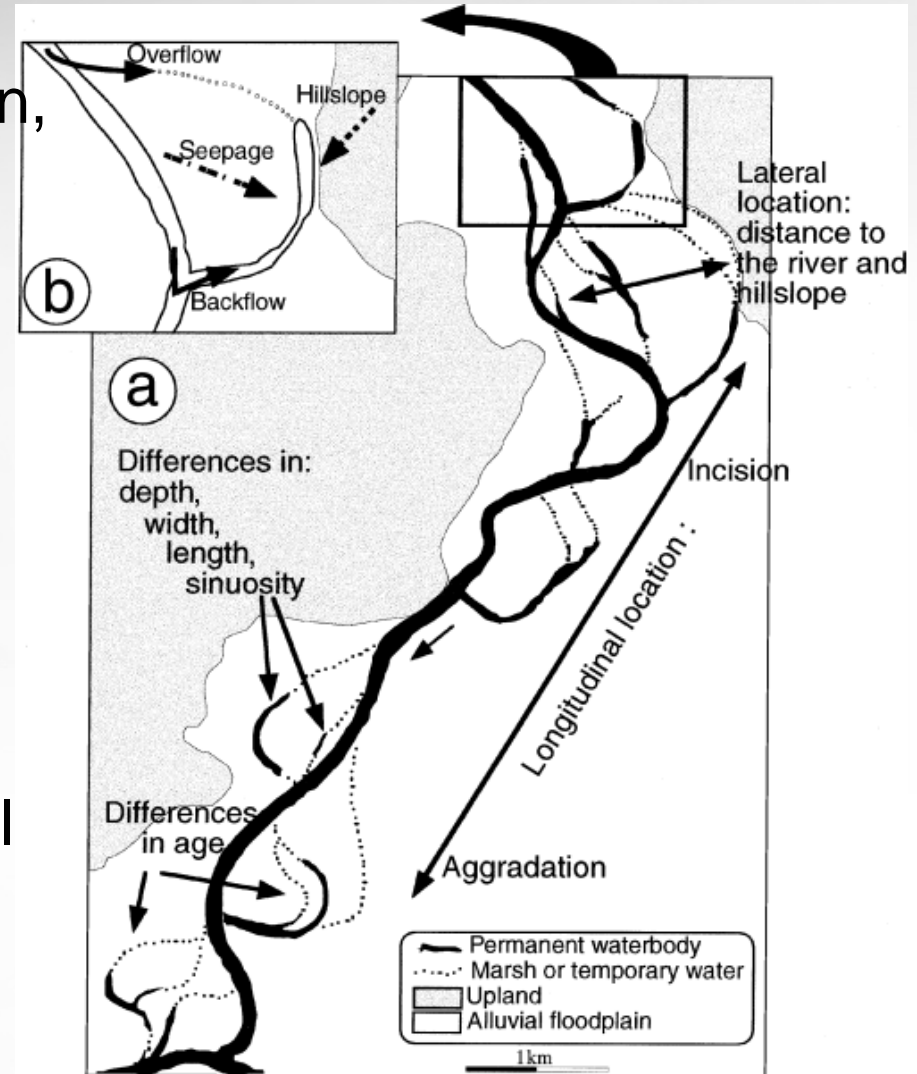 n,
l
Overflow
Hillslope
Seepage
Backflow
b
Lateral
location:
distance to
the river and
hillslope
a
Differences in:
depth,
width,
length,
sinuosity
Incision
Longitudinal location :
Differences
in age
Aggradation
Permanent waterbody
Marsh or temporary water
Upland
Alluvial floodplain
1km